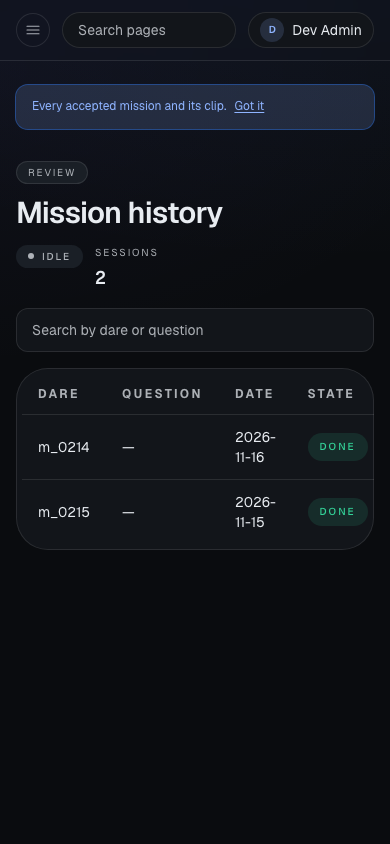 Search pages
D
Dev Admin
Every accepted mission and its clip. Got it
REVIEW
Mission history
IDLE
SESSIONS
2
Search by dare or question
DARE QUESTION DATE STATE
m_0214 — 2026-11-16 DONE
m_0215 — 2026-11-15 DONE